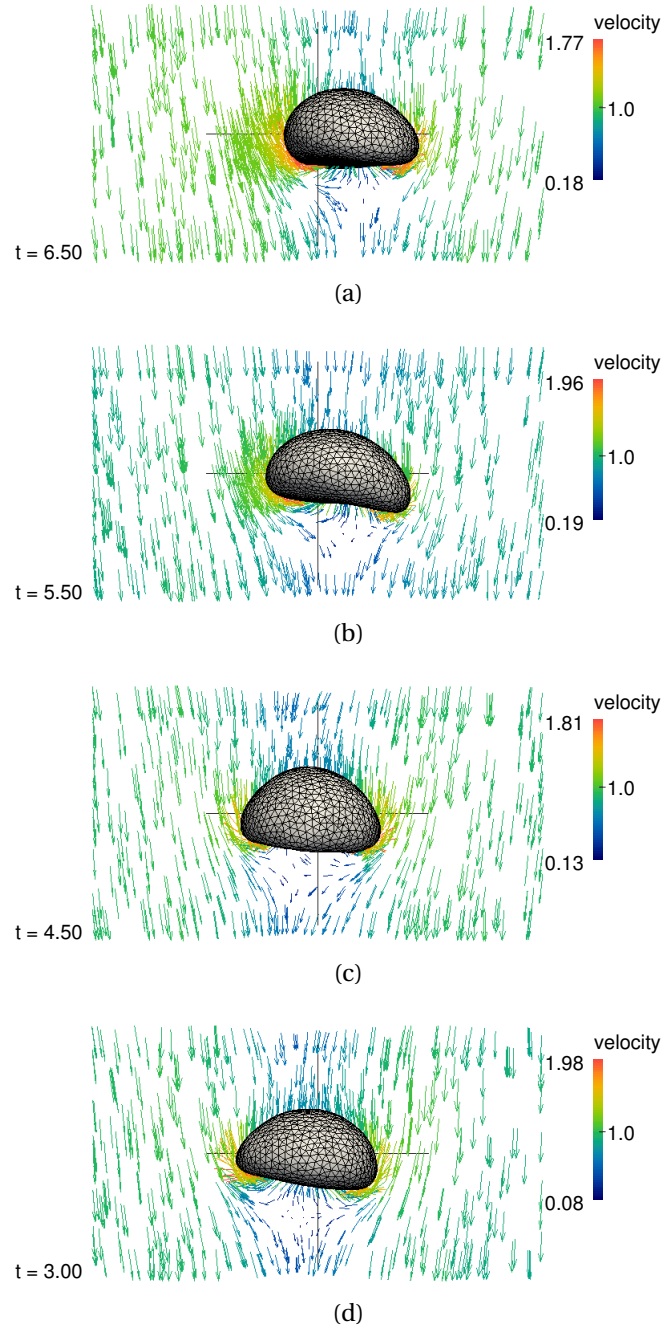 velocity
1.77
1.0
0.18
t = 6.50
(a)
velocity
1.96
1.0
0.19
t = 5.50
(b)
velocity
1.81
1.0
0.13
t = 4.50
(c)
velocity
1.98
1.0
0.08
t = 3.00
(d)